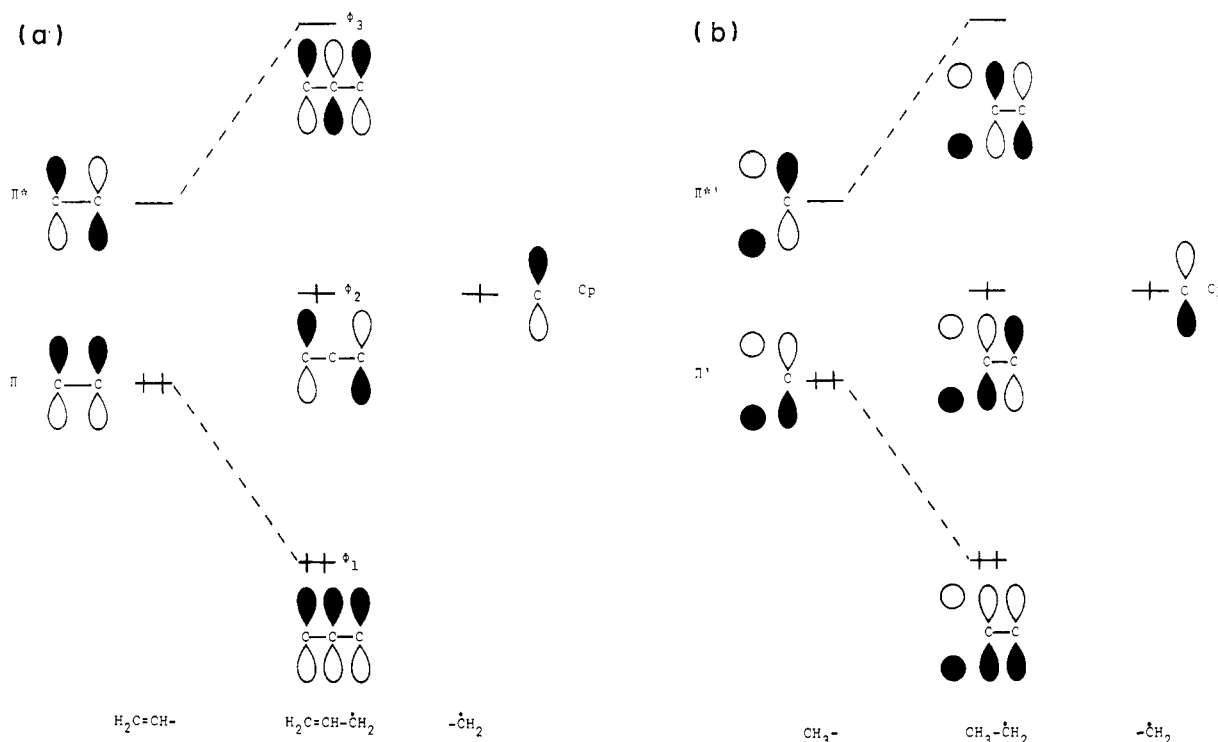 (a)
Φ3
C—C—C
Π*
C—C
Φ2
C—C—C
C Cp
Π
C—C
Φ1
C—C—C
H2C=CH-
H2C=CH-ĊH2
-ĊH2
(b)
C—C
Π*'
C
C—C
C C
Π'
C
C—C
CH3-
CH3-ĊH2
-ĊH2